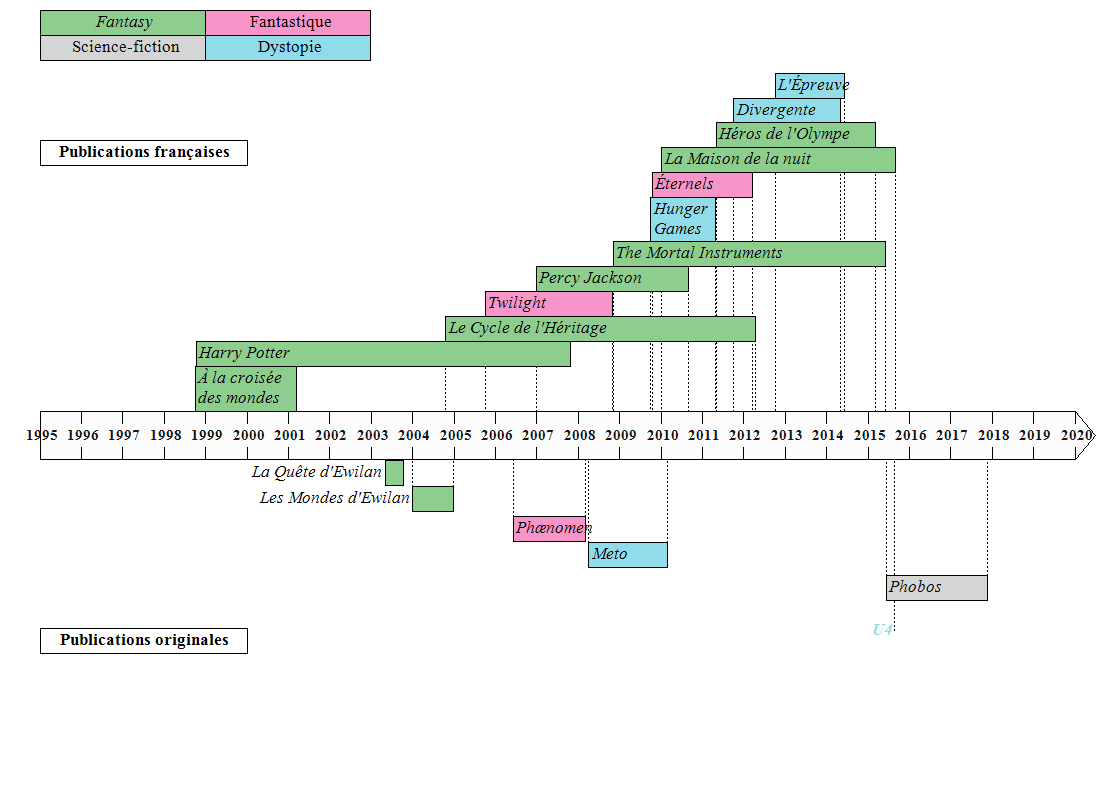 Fantasy Fantastique
Science-fiction Dystopie
L'Épreuve
Divergente
Héros de l'Olympe
Publications françaises
La Maison de la nuit
Éternels
Hunger
Games
The Mortal Instruments
Percy Jackson
Twilight
Le Cycle de l'Héritage
Harry Potter
À la croisée
des mondes
1995 1996 1997 1998 1999 2000 2001 2002 2003 2004 2005 2006 2007 2008 2009 2010 2011 2012 2013 2014 2015 2016 2017 2018 2019 2020
La Quête d'Ewilan
Les Mondes d'Ewilan
Phænomen
Meto
Phobos
U4
Publications originales